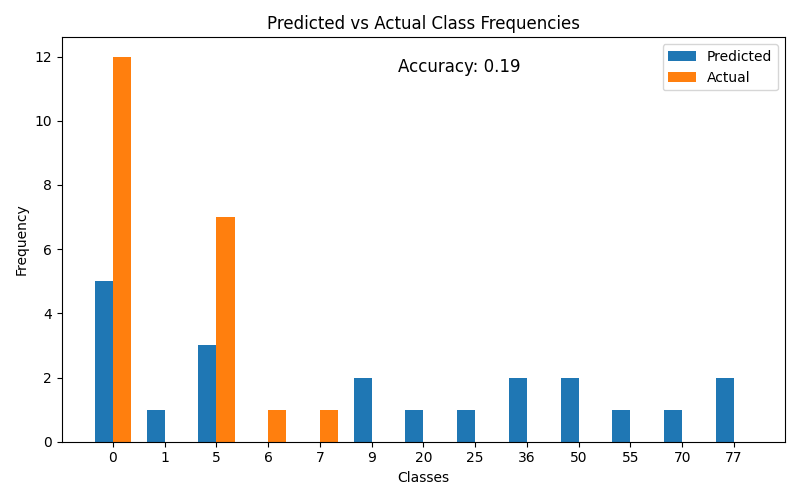 Predicted vs Actual Class Frequencies
Accuracy: 0.19
Predicted
Actual
Frequency
12
10
8
6
4
2
0
0 1 5 6 7 9 20 25 36 50 55 70 77
Classes